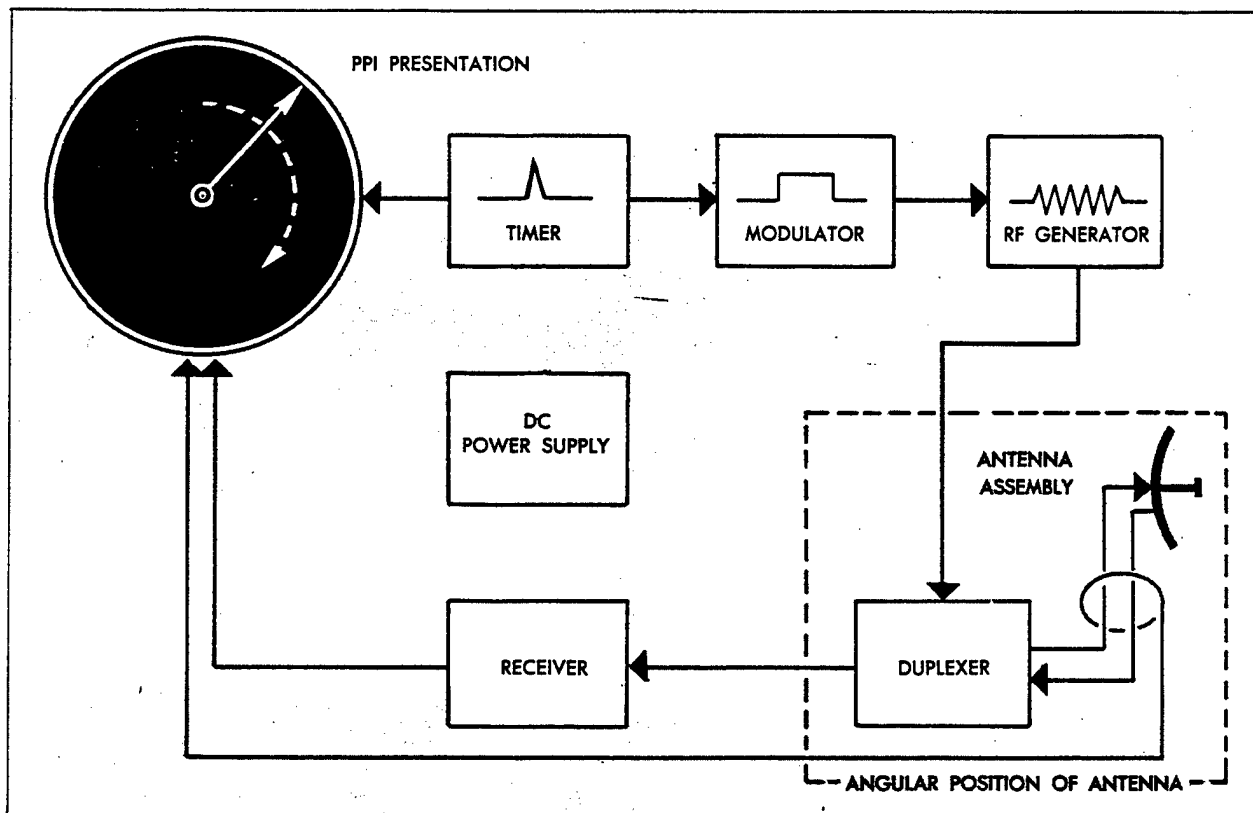 PPI PRESENTATION
TIMER
MODULATOR
RF GENERATOR
DC
POWER SUPPLY
ANTENNA
ASSEMBLY
RECEIVER
DUPLEXER
ANGULAR POSITION OF ANTENNA